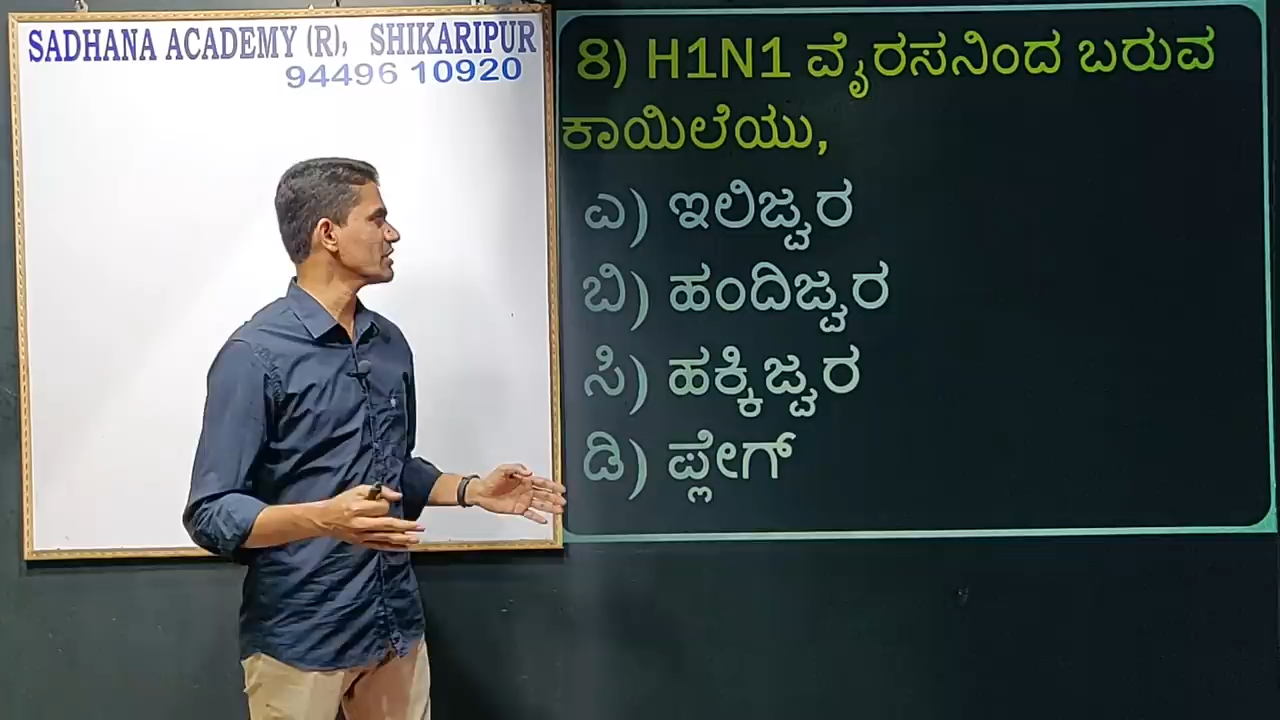 SADHANA ACADEMY (R), SHIKARIPUR
94496 10920
8) H1N1 ವೈರಸನಿಂದ ಬರುವ
ಕಾಯಿಲೆಯು,
ಎ) ಇಲಿಜ್ವರ
ಬಿ) ಹಂದಿಜ್ವರ
ಸಿ) ಹಕ್ಕಿಜ್ವರ
ಡಿ) ಪ್ಲೇಗ್